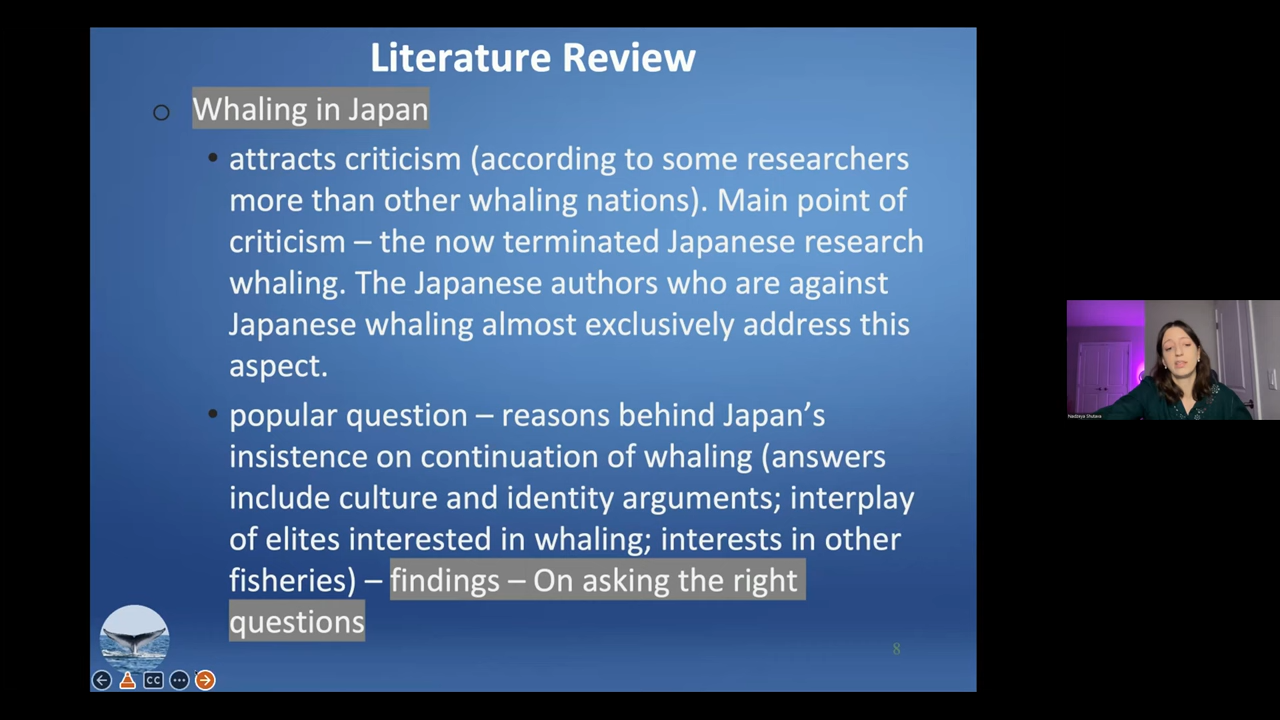 Literature Review
Whaling in Japan
attracts criticism (according to some researchers
more than other whaling nations). Main point of
criticism – the now terminated Japanese research
whaling. The Japanese authors who are against
Japanese whaling almost exclusively address this
aspect.
popular question – reasons behind Japan’s
insistence on continuation of whaling (answers
include culture and identity arguments; interplay
of elites interested in whaling; interests in other
fisheries) – findings – On asking the right
questions
8
CC
Nadzeya Shutava